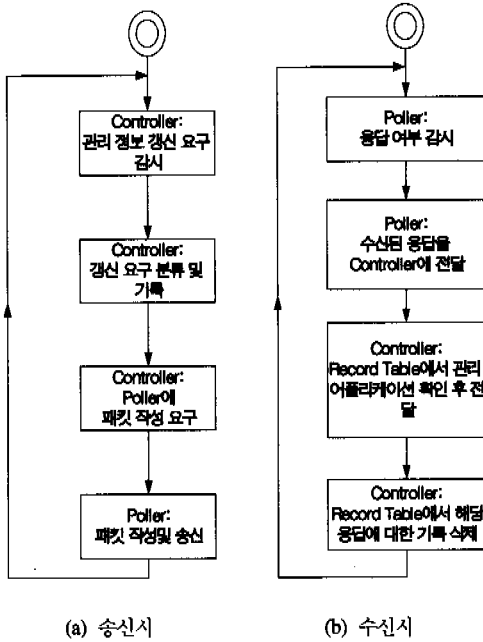 Controller:
관리 정보 갱신 요구
감시
Controller:
갱신 요구 분류 및
기록
Controller:
Poller에
패킷 작성 요구
Poller:
패킷 작성및 송신
(a) 송신시
Poller:
응답 여부 감시
Poller:
수신된 응답을
Controller에 전달
Controller:
Record Table에서 관리
어플리케이션 확인 후 전
달
Controller:
Record Table에서 해당
응답에 대한 기록 삭제
(b) 수신시